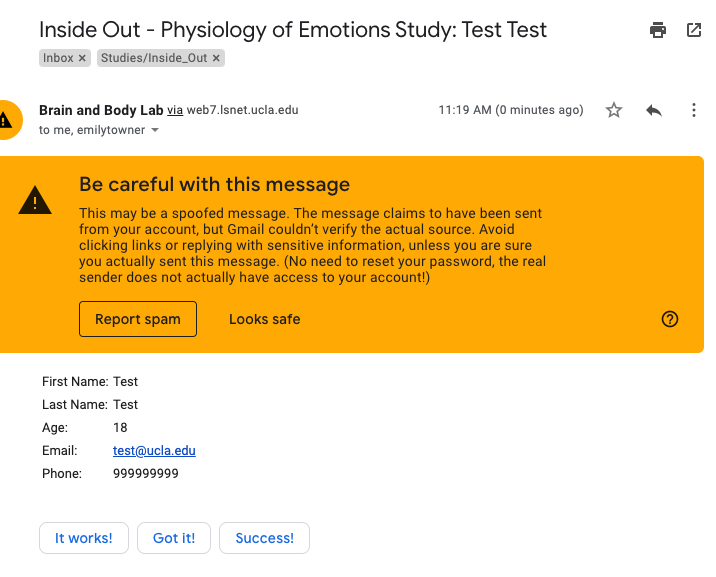 Inside Out - Physiology of Emotions Study: Test Test
Inbox × Studies/Inside_Out ×
Brain and Body Lab via web7.lsnet.ucla.edu 11:19 AM (0 minutes ago)
to me, emilytowner
Be careful with this message
This may be a spoofed message. The message claims to have been sent
from your account, but Gmail couldn't verify the actual source. Avoid
clicking links or replying with sensitive information, unless you are sure
you actually sent this message. (No need to reset your password, the real
sender does not actually have access to your account!)
Report spam Looks safe
First Name: Test
Last Name: Test
Age: 18
Email: test@ucla.edu
Phone: 999999999
It works! Got it! Success!